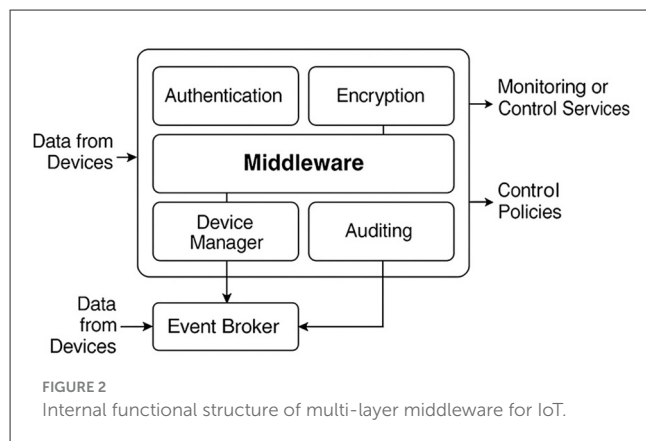 Authentication
Encryption
Monitoring or
Control Services
Data from
Devices
Middleware
Control
Policies
Device
Manager
Auditing
Data
from
Devices
Event Broker
FIGURE 2
Internal functional structure of multi-layer middleware for IoT.